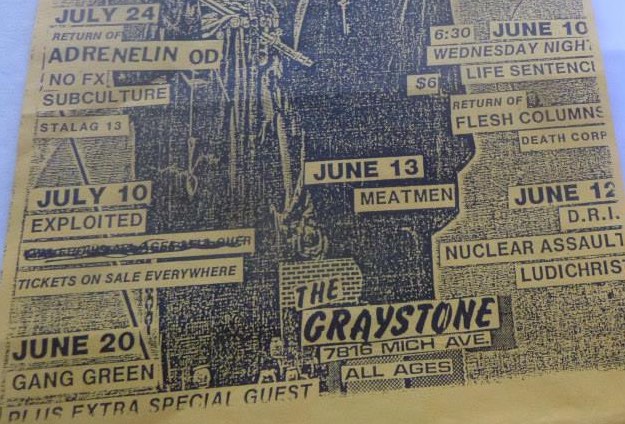 JULY 24
RETURN OF
ADRENELIN OD
NO FX
SUBCULTURE
STALAG 13
JULY 10
EXPLOITED
TICKETS ON SALE EVERYWHERE
JUNE 20
GANG GREEN
PLUS EXTRA SPECIAL GUEST
6:30 JUNE 10
WEDNESDAY NIGHT
LIFE SENTENC
$6
RETURN OF
FLESH COLUMNS
DEATH CORP
JUNE 13
MEATMEN
JUNE 12
D.R.I.
NUCLEAR ASSAULT
LUDICHRIST
THE
GRAYSTONE
7816 MICH AVE.
ALL AGES